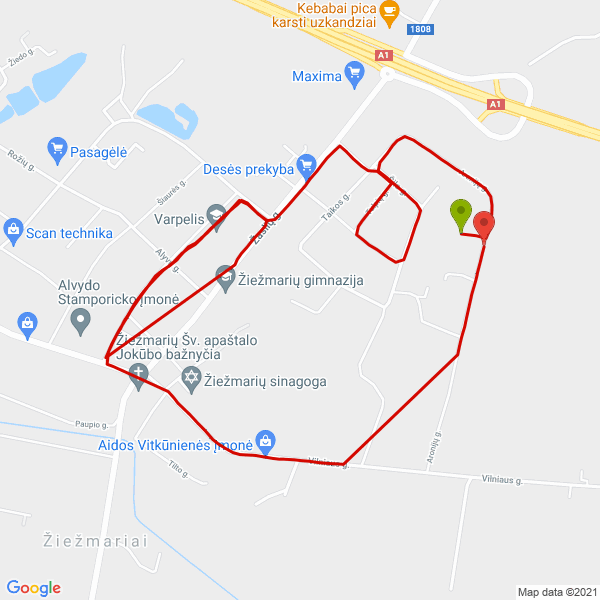 Kebabai pica
karsti uzkandziai
1808
A1
Maxima
A1
Žiedo g.
Pasagėlė
Rožių g.
Desės prekyba
Šiaurės g.
Taikos g.
Varpelis
Žaslių g.
Scan technika
Alyvų g.
Žiežmarių gimnazija
Alvydo
Stamporicko įmonė
Žiežmarių Šv. apaštalo
Jokūbo bažnyčia
Žiežmarių sinagoga
Paupio g.
Aidos Vitkūnienės įmonė
Aronijų g.
Vilniaus g.
Tilto g.
Vilniaus g.
Žiežmariai
Google
Map data ©2021